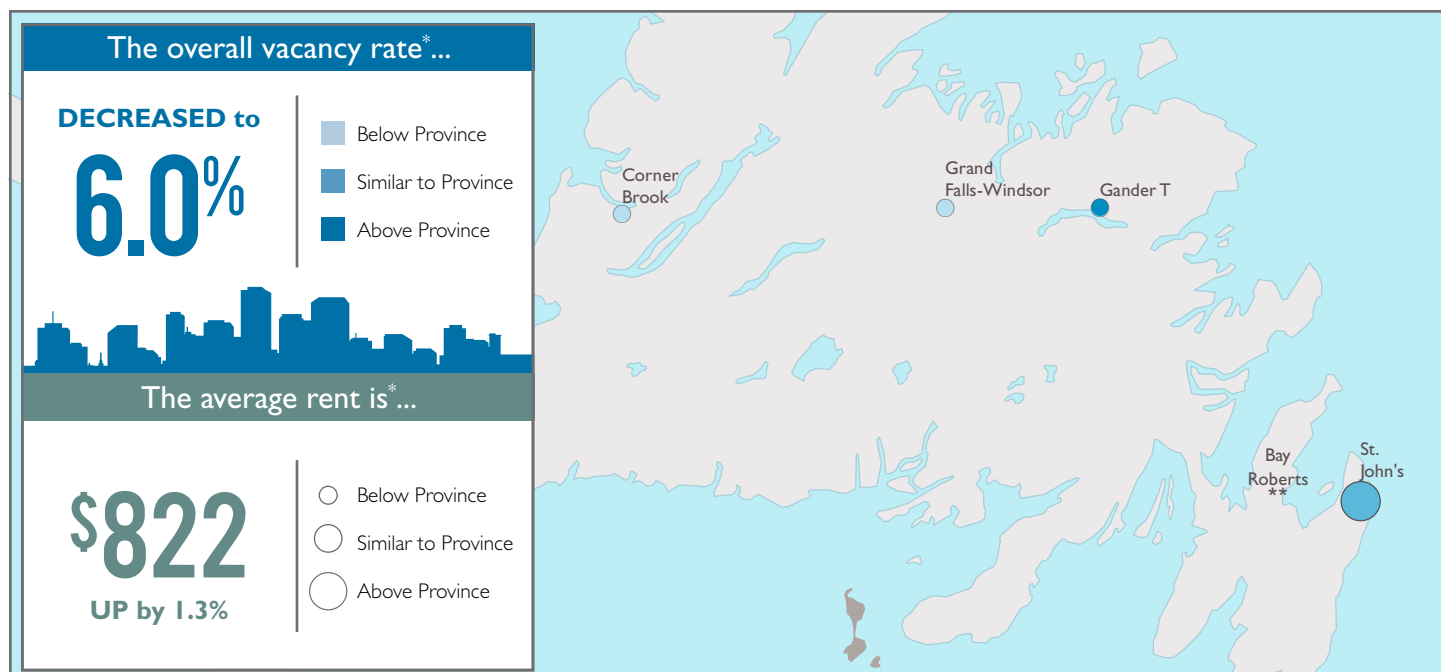 The overall vacancy rate*...
DECREASED to
6.0%
Below Province
Similar to Province
Above Province
The average rent is*...
$822
UP by 1.3%
Below Province
Similar to Province
Above Province
Corner
Brook
Grand
Falls-Windsor
Gander T
Bay
Roberts
**
St.
John's